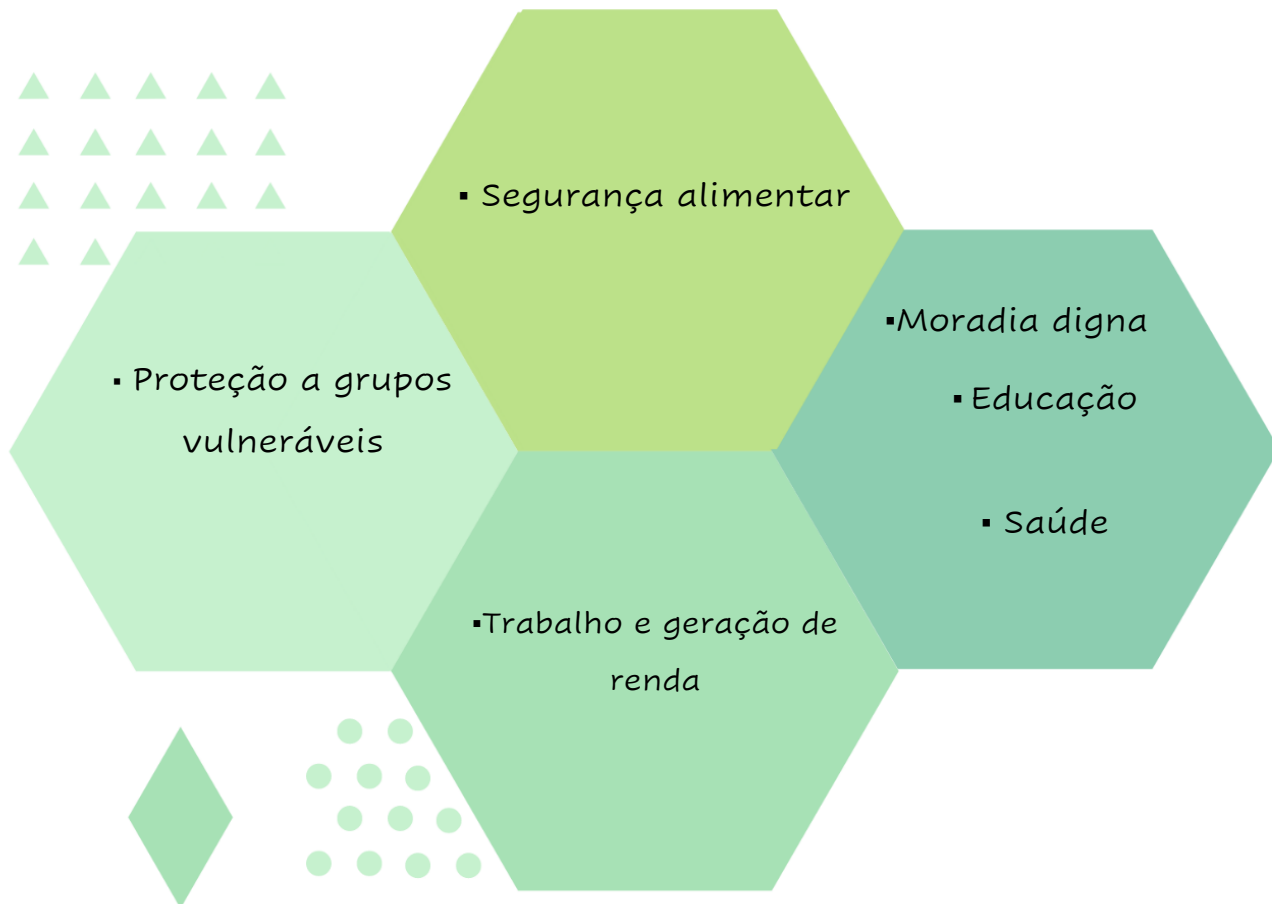 ▪ Segurança alimentar
▪Moradia digna
▪ Educação
▪ Saúde
▪ Proteção a grupos
vulneráveis
▪Trabalho e geração de
renda